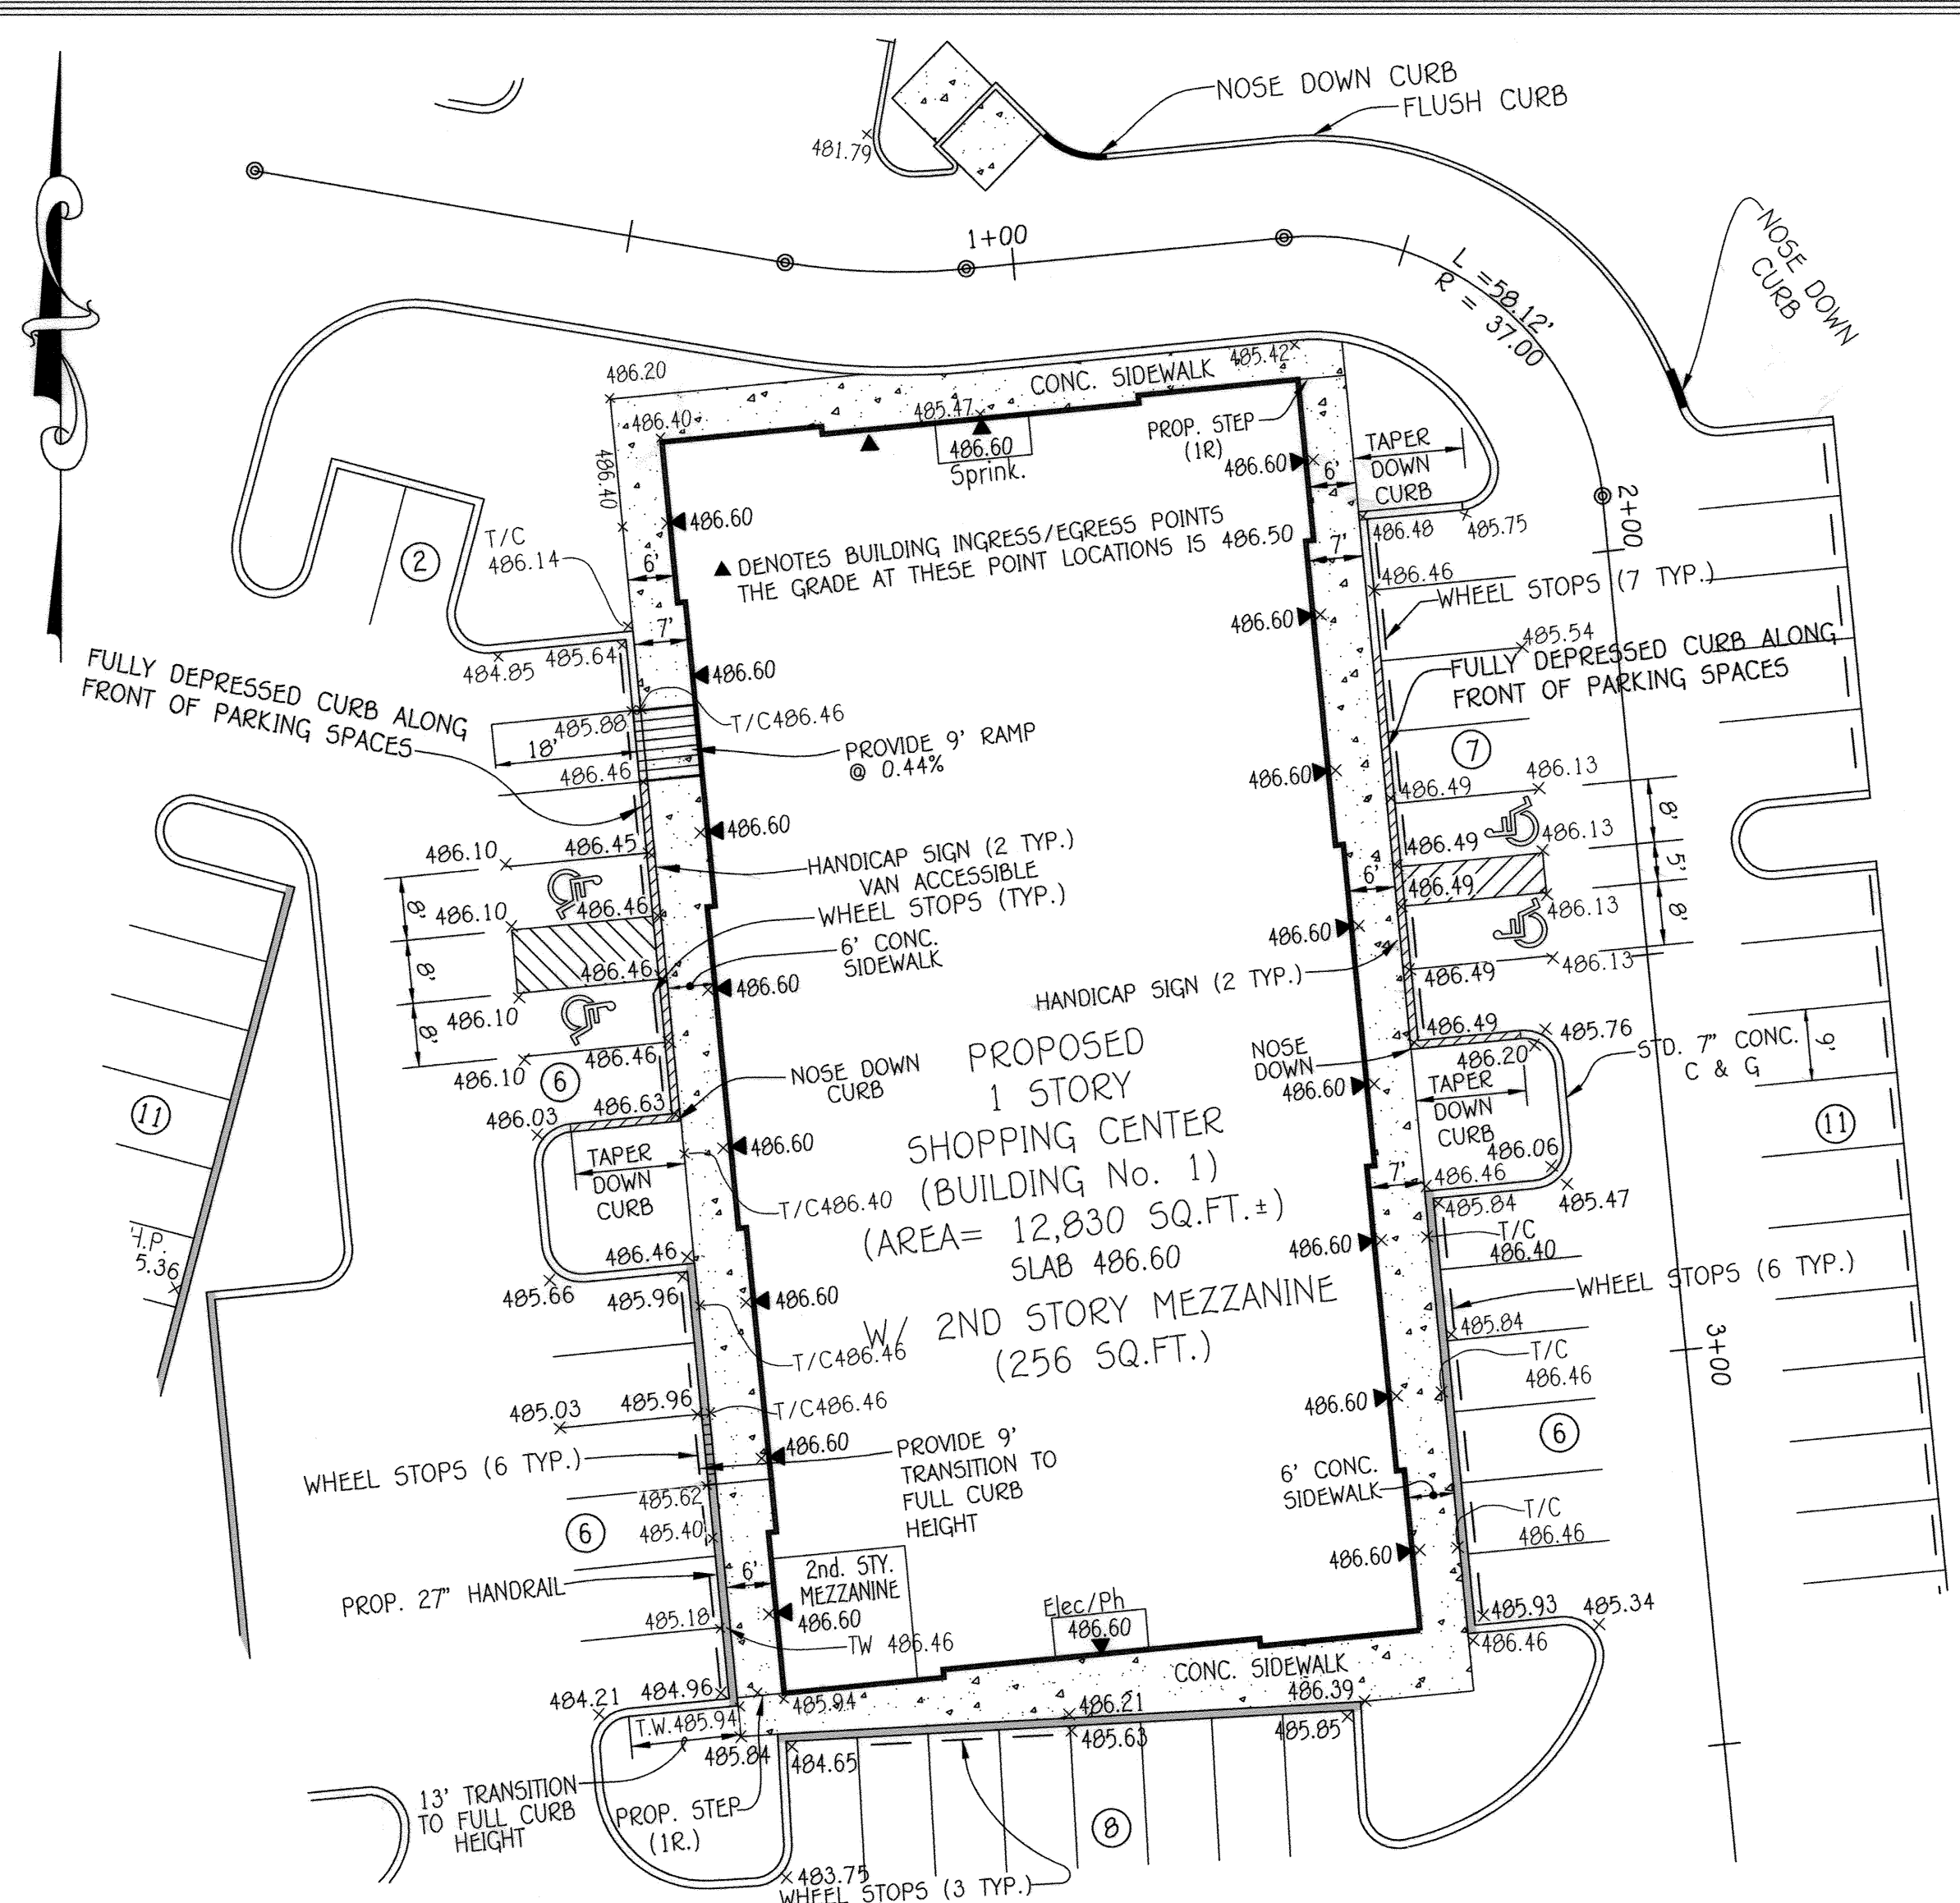 NOSE DOWN CURB
FLUSH CURB
481.79
1+00
L =58.12'
R = 37.00
NOSE DOWN
CURB
486.20
CONC. SIDEWALK
485.42
486.40
485.47
486.60
Sprink.
PROP. STEP
(1R)
486.60
6'
TAPER
DOWN
CURB
2+00
486.40
486.60
▲ DENOTES BUILDING INGRESS/EGRESS POINTS
THE GRADE AT THESE POINT LOCATIONS IS 486.50
7'
486.48
485.75
T/C
486.14
2
6'
486.46
WHEEL STOPS (7 TYP.)
486.60
7'
485.54
484.85
485.64
FULLY DEPRESSED CURB ALONG
FRONT OF PARKING SPACES
486.60
FULLY DEPRESSED CURB ALONG
FRONT OF PARKING SPACES
485.88
18'
T/C486.46
PROVIDE 9' RAMP
@ 0.44%
486.46
7
486.60
486.49
486.13
8'
486.60
486.10
486.45
HANDICAP SIGN (2 TYP.)
VAN ACCESSIBLE
WHEEL STOPS (TYP.)
486.49
486.13
5'
6'
486.49
486.13
8'
8'
486.10
486.46
6' CONC.
SIDEWALK
486.60
8'
486.46
486.60
HANDICAP SIGN (2 TYP.)
486.49
486.13
486.10
8'
486.46
486.10
6
NOSE DOWN
CURB
PROPOSED
1 STORY
SHOPPING CENTER
(BUILDING No. 1)
(AREA= 12,830 SQ.FT.±)
SLAB 486.60
W/ 2ND STORY MEZZANINE
(256 SQ.FT.)
NOSE
DOWN
486.60
486.49
486.20
485.76
STD. 7" CONC.
C & G
9'
TAPER
DOWN
CURB
11
11
486.03
486.63
486.60
TAPER
DOWN
CURB
T/C486.40
486.06
7'
486.46
485.84
485.47
H.P.
5.36
486.46
486.60
T/C
486.40
485.66
485.96
486.60
WHEEL STOPS (6 TYP.)
485.84
T/C486.46
T/C
486.46
3+00
485.03
485.96
T/C486.46
486.60
486.60
PROVIDE 9'
TRANSITION TO
FULL CURB
HEIGHT
6
WHEEL STOPS (6 TYP.)
6' CONC.
SIDEWALK
485.62
6
485.40
T/C
486.46
486.60
PROP. 27" HANDRAIL
6'
2nd. STY.
MEZZANINE
486.60
485.18
TW 486.46
Elec/Ph
486.60
485.93
485.34
486.46
CONC. SIDEWALK
484.21
484.96
485.94
486.21
486.39
T.W.485.94
485.84
484.65
485.63
485.85
13' TRANSITION
TO FULL CURB
HEIGHT
PROP. STEP
(1R.)
8
483.75
WHEEL STOPS (3 TYP.)